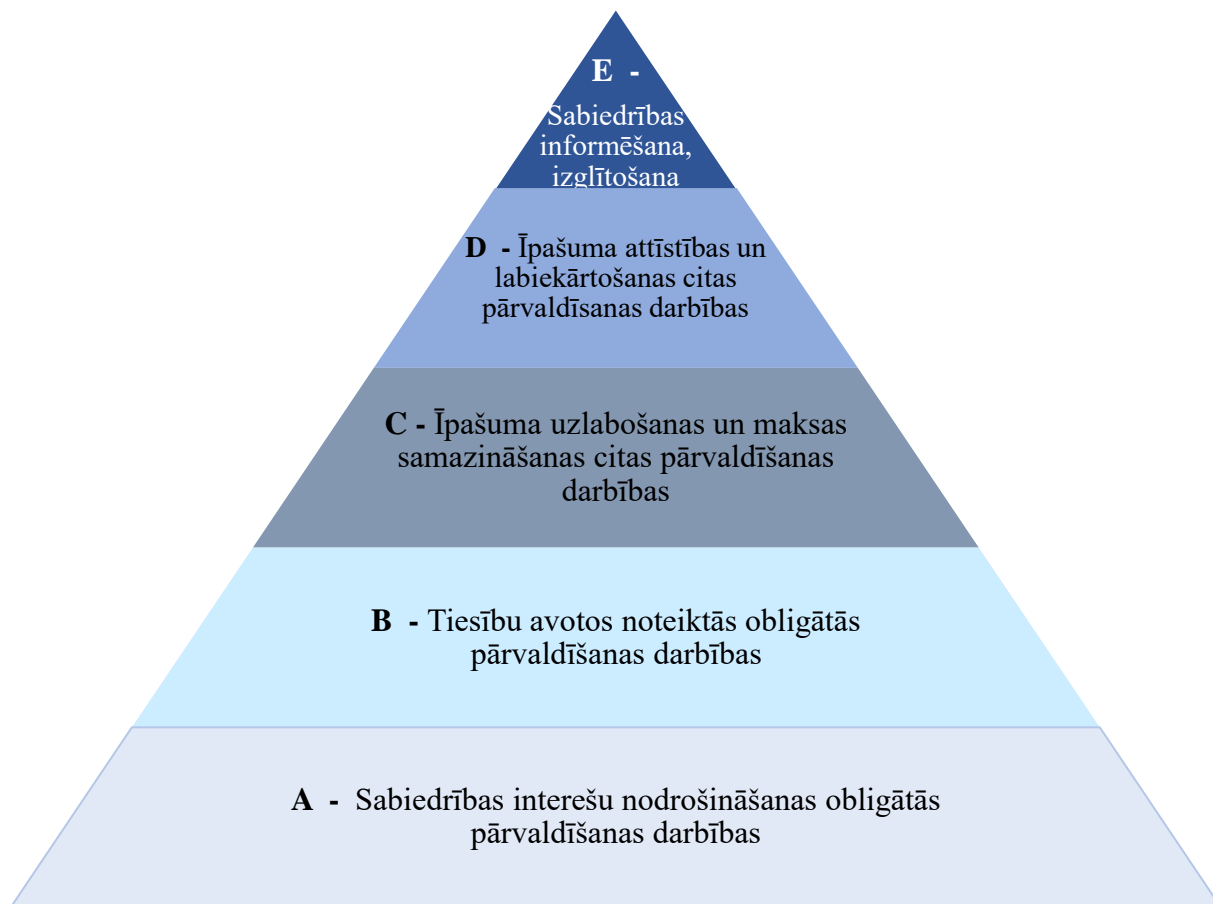 E -
Sabiedrības
informēšana,
izglītošana
D - Īpašuma attīstības un
labiekārtošanas citas
pārvaldīsanas darbības
C - Īpašuma uzlabošanas un maksas
samazināšanas citas pārvaldīšanas
darbības
B - Tiesību avotos noteiktās obligātās
pārvaldīšanas darbības
A - Sabiedrības interešu nodrošināšanas obligātās
pārvaldīšanas darbības